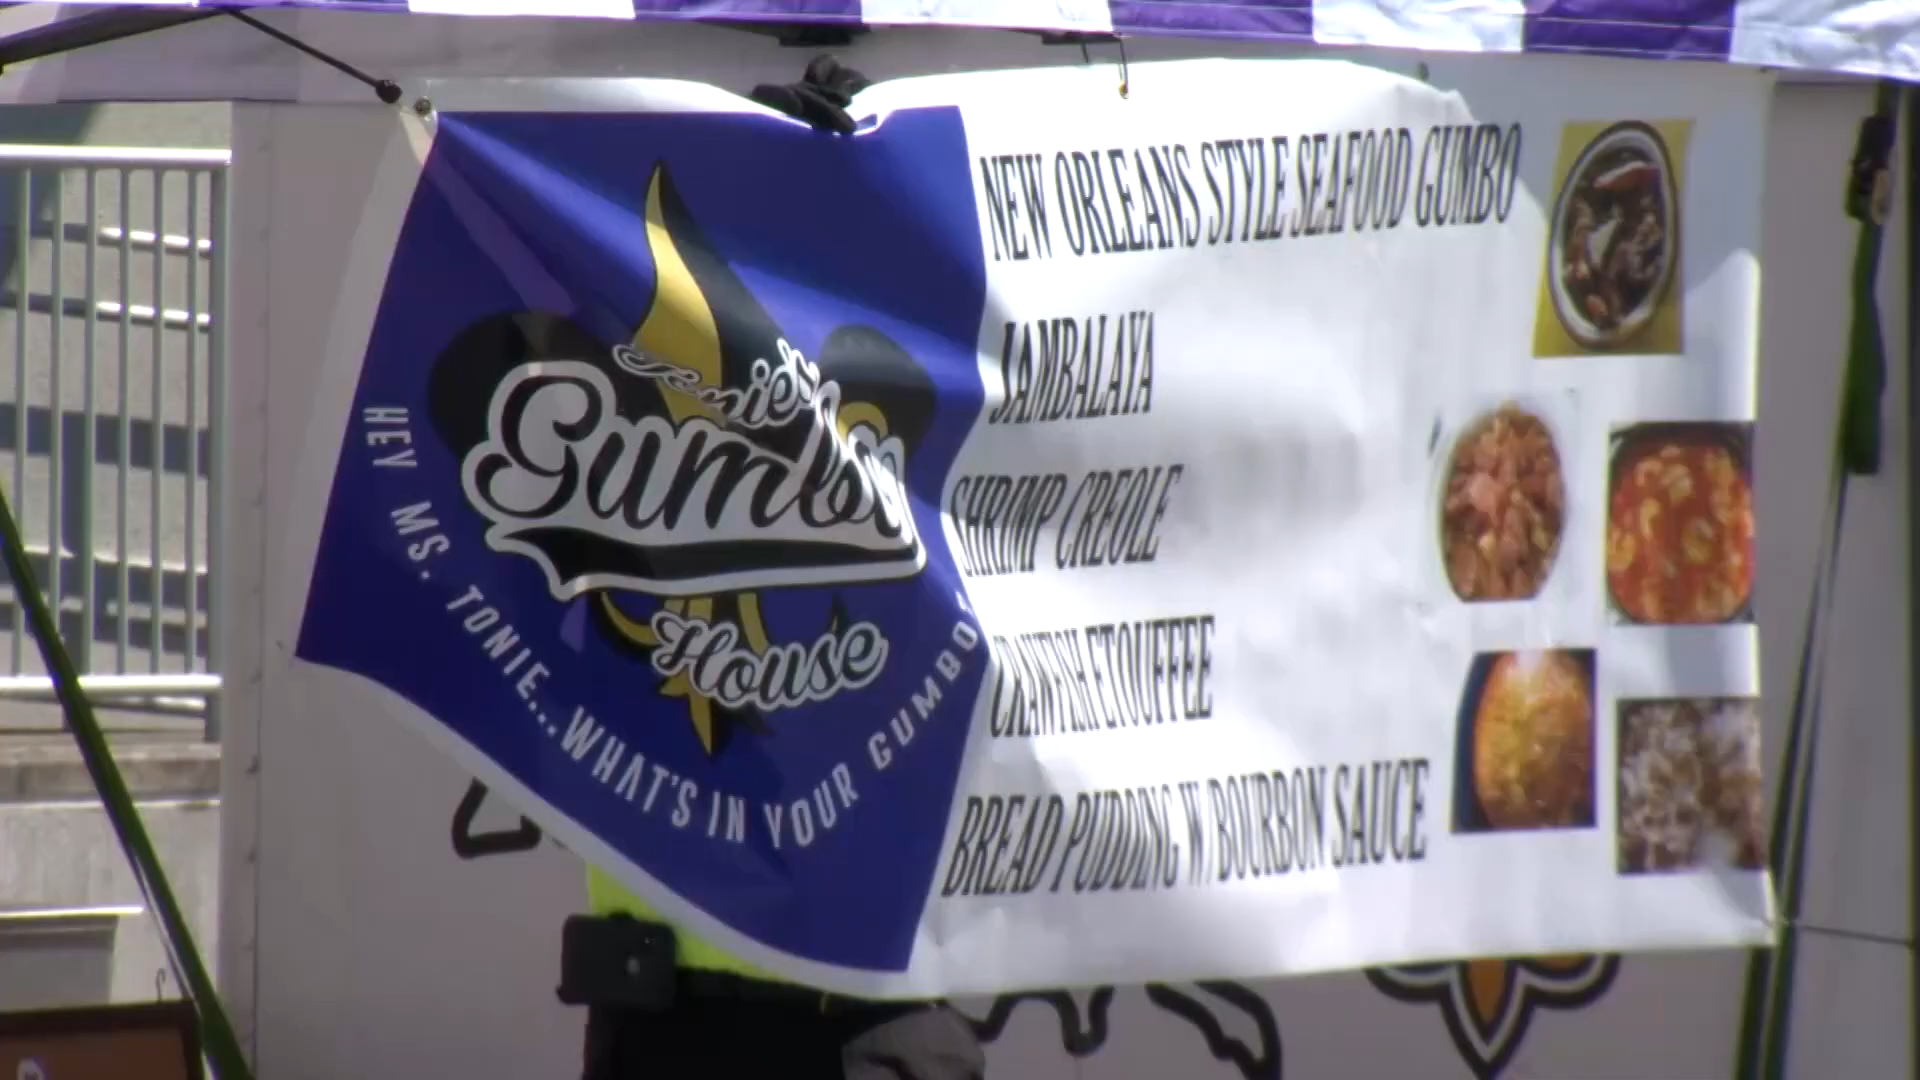 Tonie's
Gumbo
House
HEY MS. TONIE...WHAT'S IN YOUR GUMBO?
NEW ORLEANS STYLE SEAFOOD GUMBO
JAMBALAYA
SHRIMP CREOLE
CRAWFISH ETOUFFEE
BREAD PUDDING W/ BOURBON SAUCE